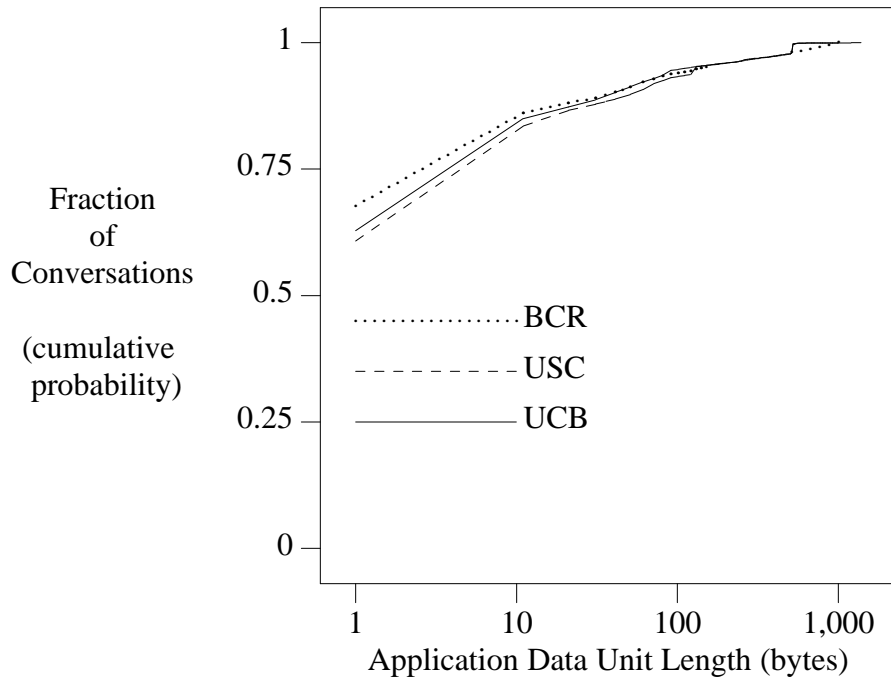 1
0.75
0.5
0.25
0
Fraction
of
Conversations
(cumulative
probability)
BCR
USC
UCB
1
10
100
1,000
Application Data Unit Length (bytes)